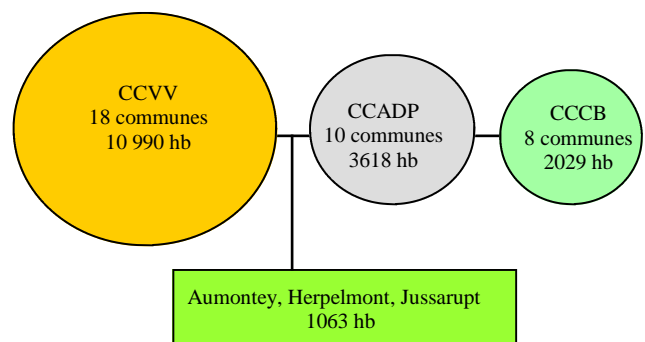 CCVV
18 communes
10 990 hb
CCADP
10 communes
3618 hb
CCCB
8 communes
2029 hb
Aumontey, Herpelmont, Jussarupt
1063 hb